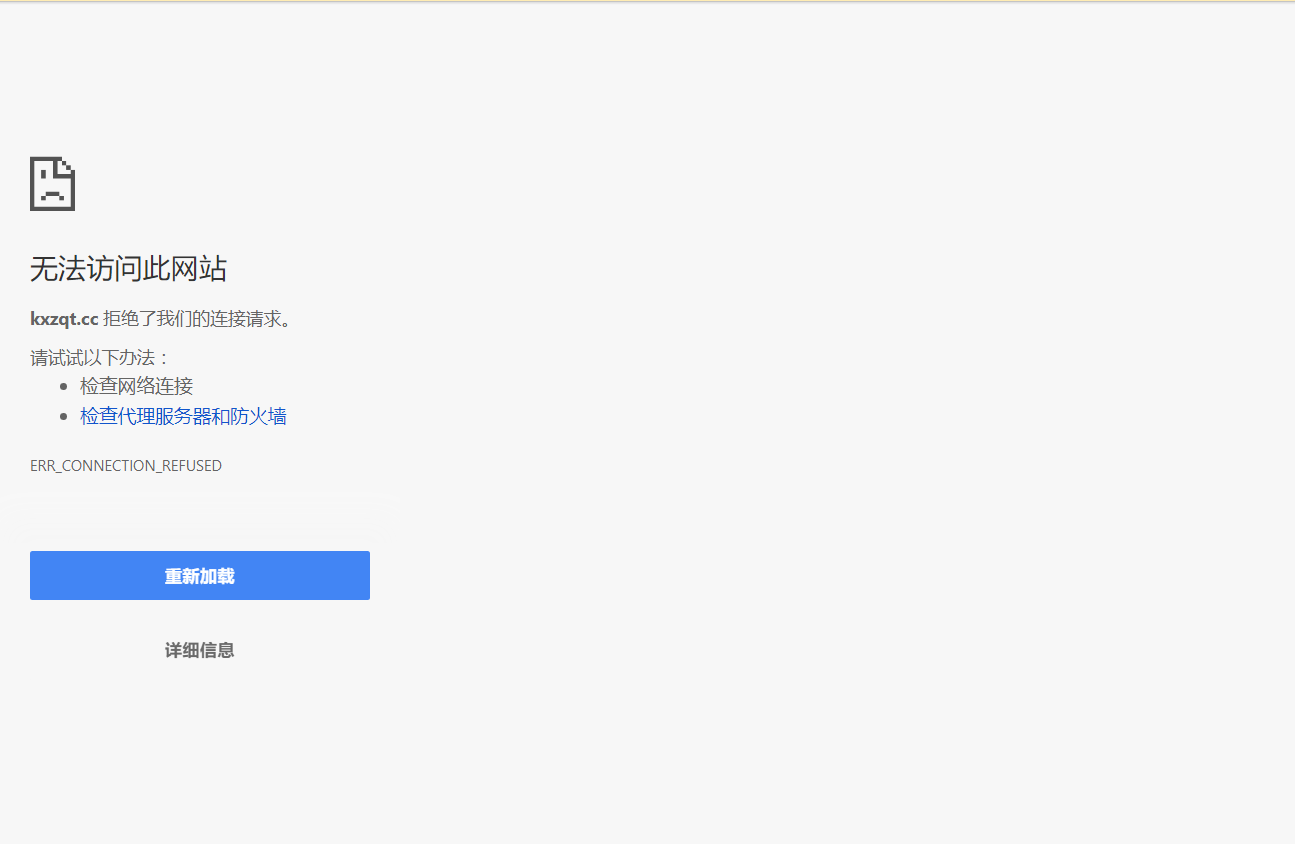 无法访问此网站
kxzqt.cc 拒绝了我们的连接请求。
请试试以下办法：
检查网络连接
检查代理服务器和防火墙
ERR_CONNECTION_REFUSED
重新加载
详细信息